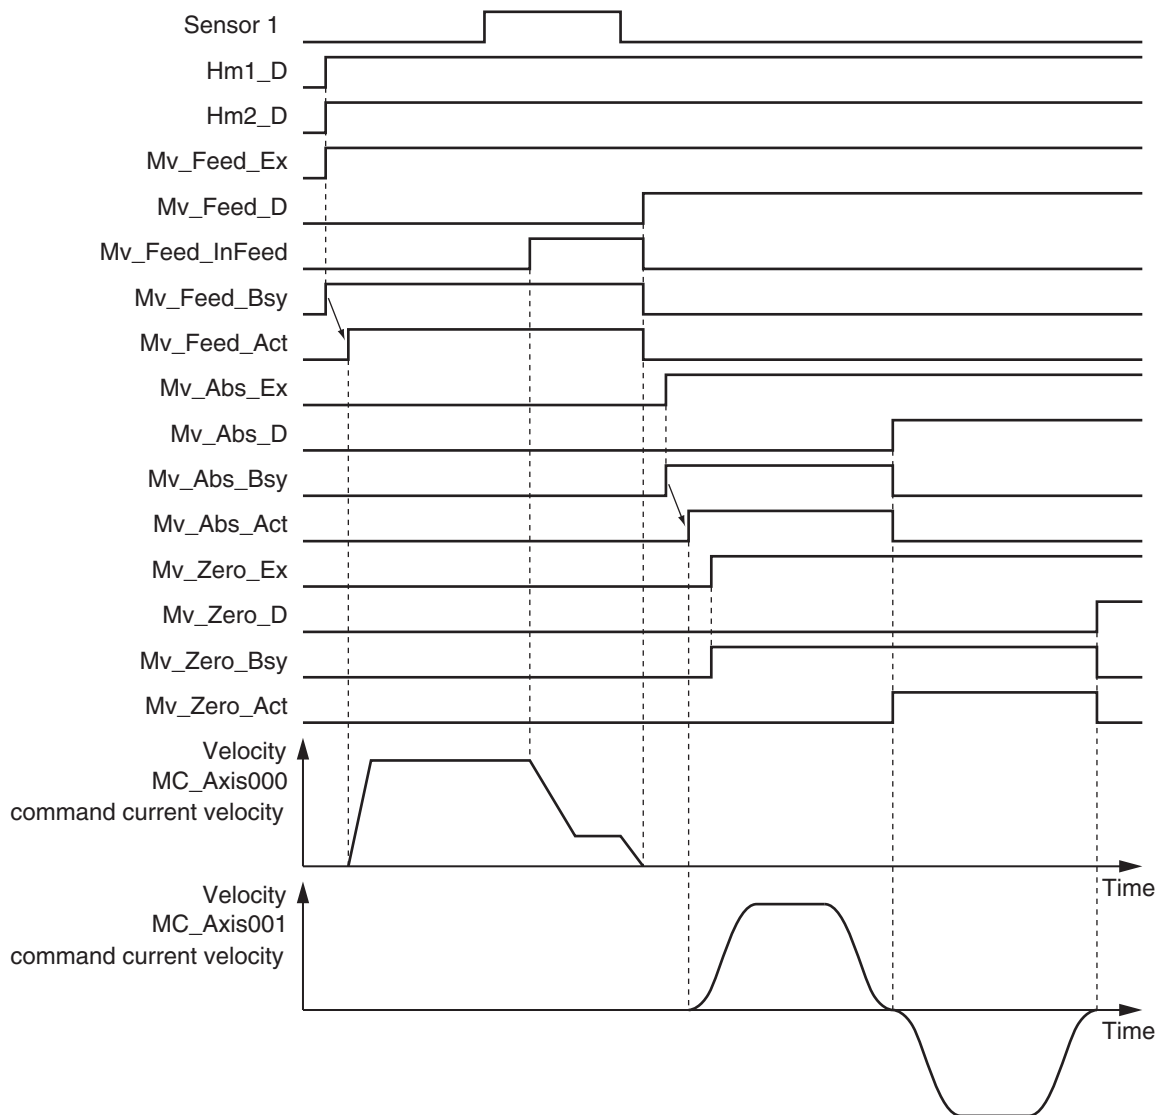 Sensor 1
Hm1_D
Hm2_D
Mv_Feed_Ex
Mv_Feed_D
Mv_Feed_InFeed
Mv_Feed_Bsy
Mv_Feed_Act
Mv_Abs_Ex
Mv_Abs_D
Mv_Abs_Bsy
Mv_Abs_Act
Mv_Zero_Ex
Mv_Zero_D
Mv_Zero_Bsy
Mv_Zero_Act
Velocity
MC_Axis000
command current velocity
Time
Velocity
MC_Axis001
command current velocity
Time